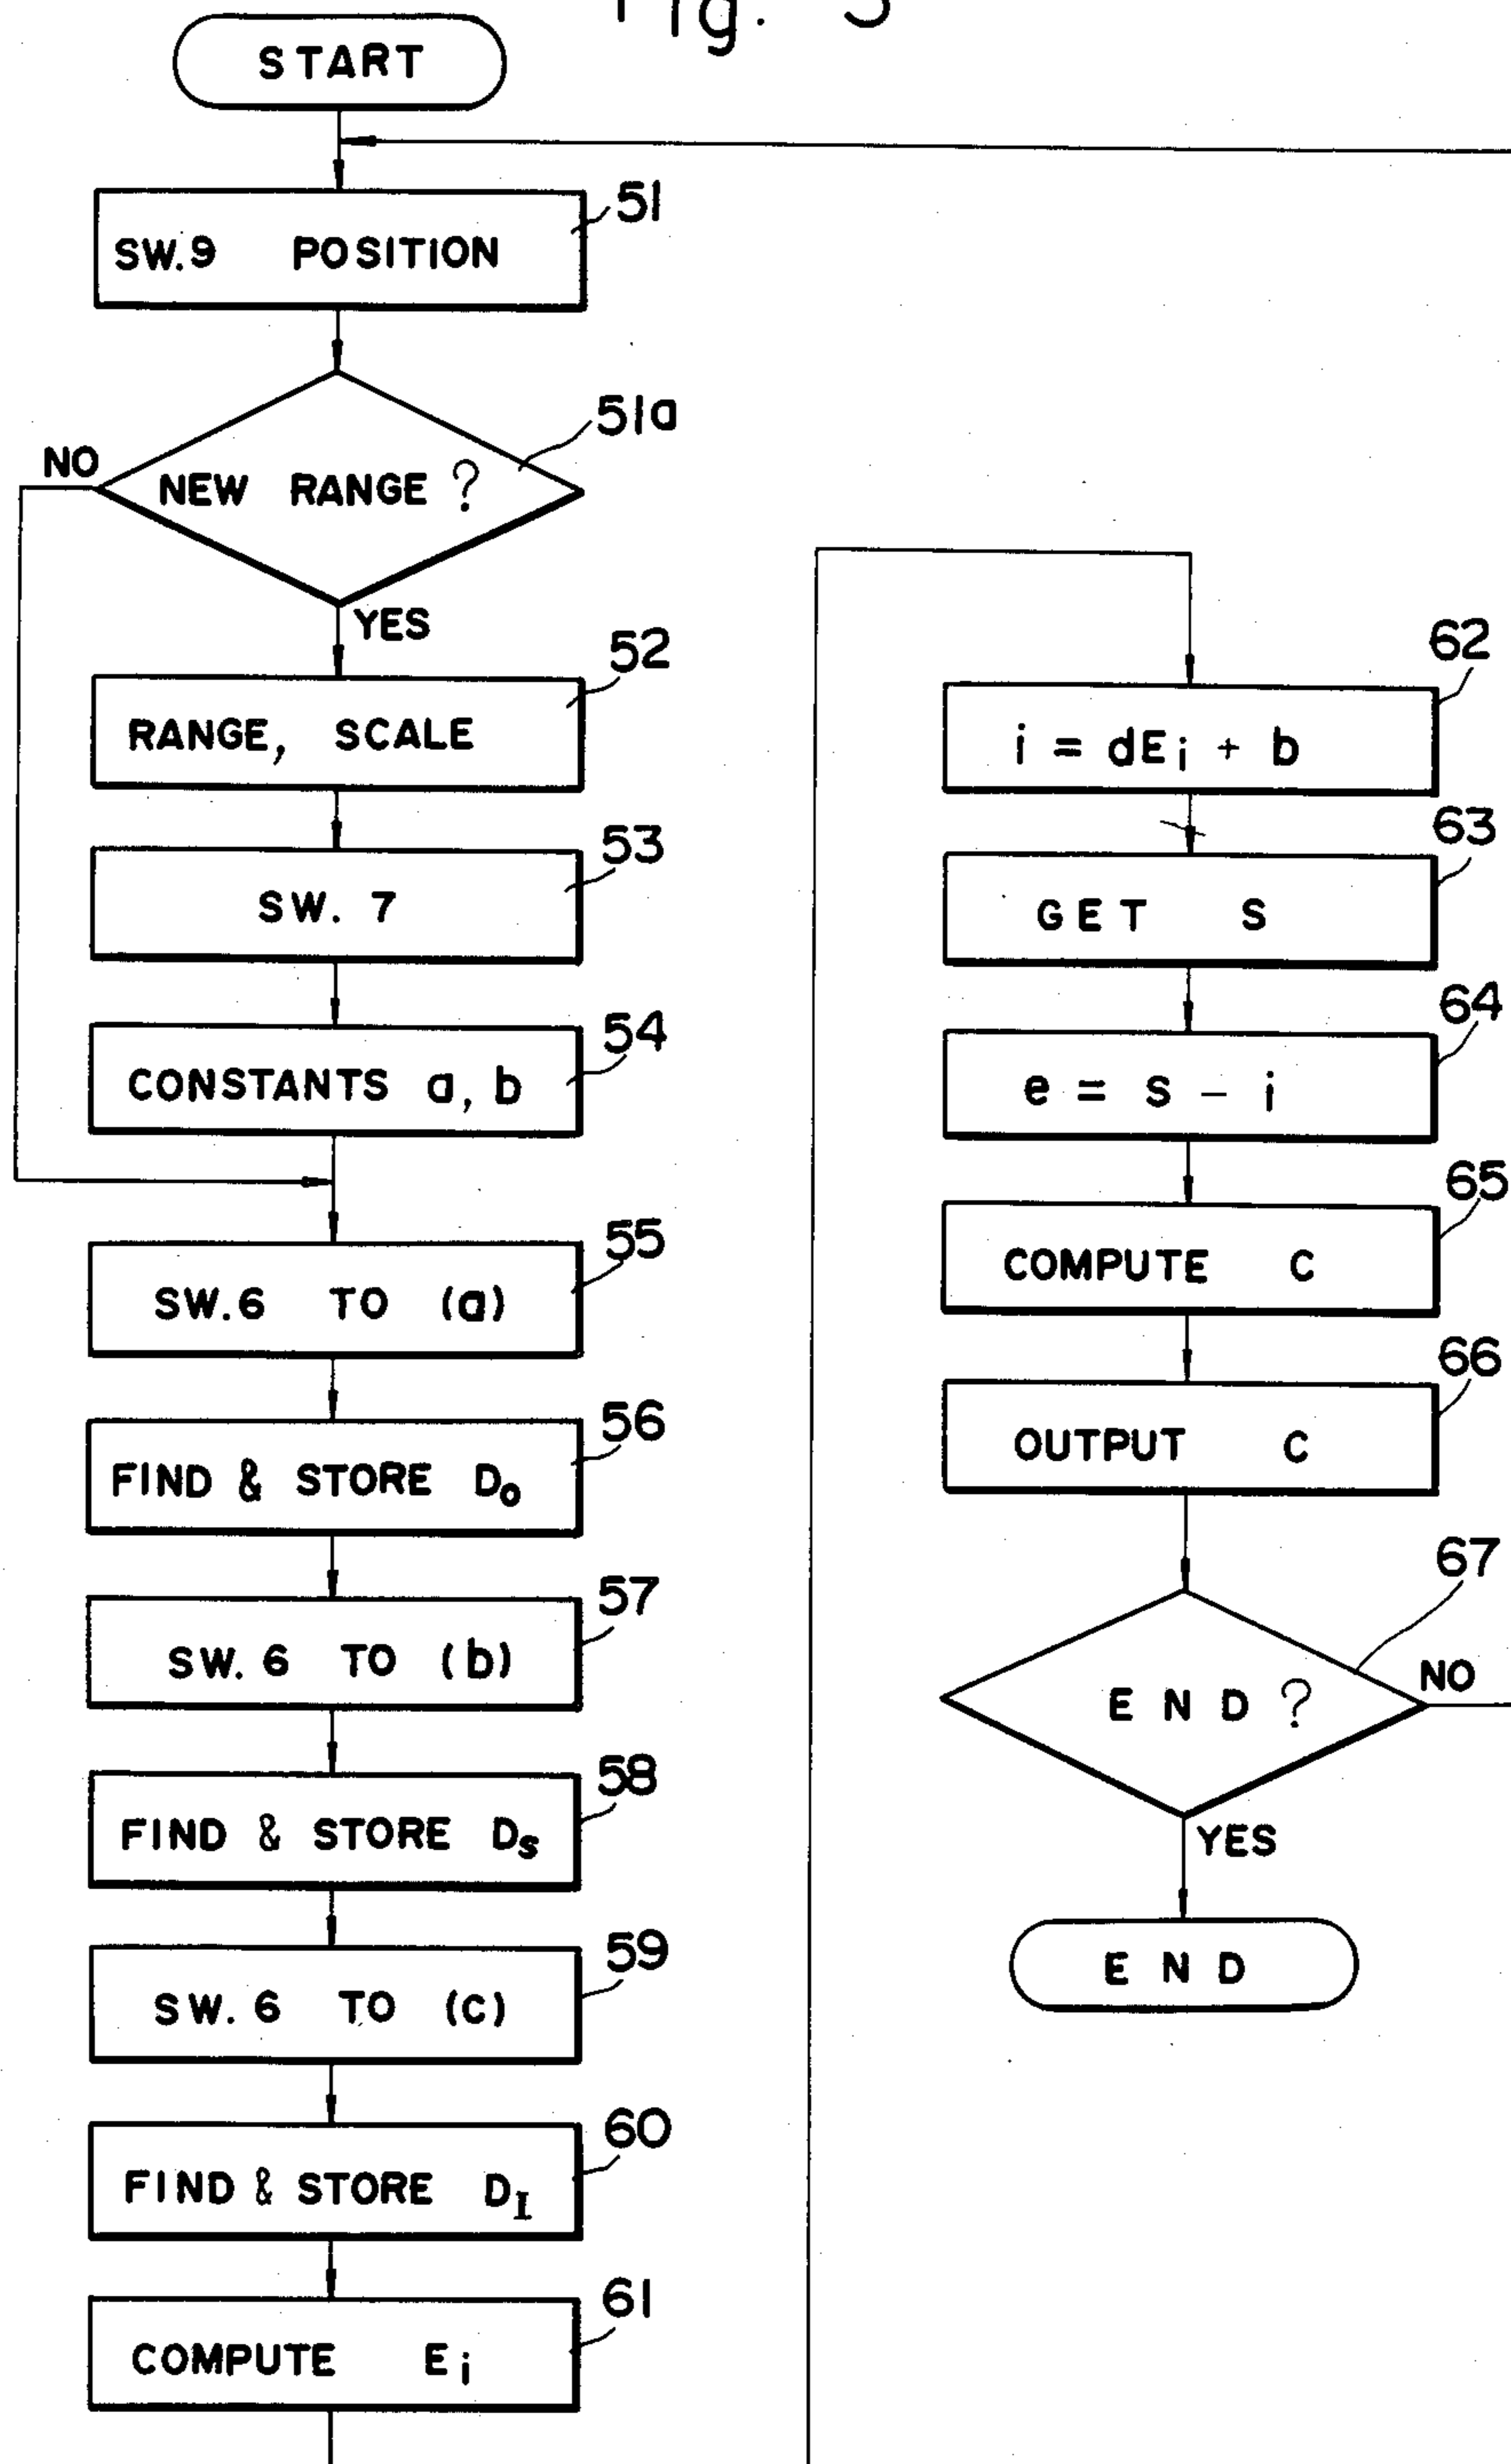 Fig. 5
START
51
SW.9 POSITION
51a
NO
NEW RANGE ?
YES
52
RANGE, SCALE
53
SW. 7
54
CONSTANTS a, b
55
SW.6 TO (a)
56
FIND & STORE Do
57
SW. 6 TO (b)
58
FIND & STORE Ds
59
SW. 6 TO (c)
60
FIND & STORE DI
61
COMPUTE Ei
62
i = dEi + b
63
GET S
64
e = s - i
65
COMPUTE C
66
OUTPUT C
67
NO
END ?
YES
END